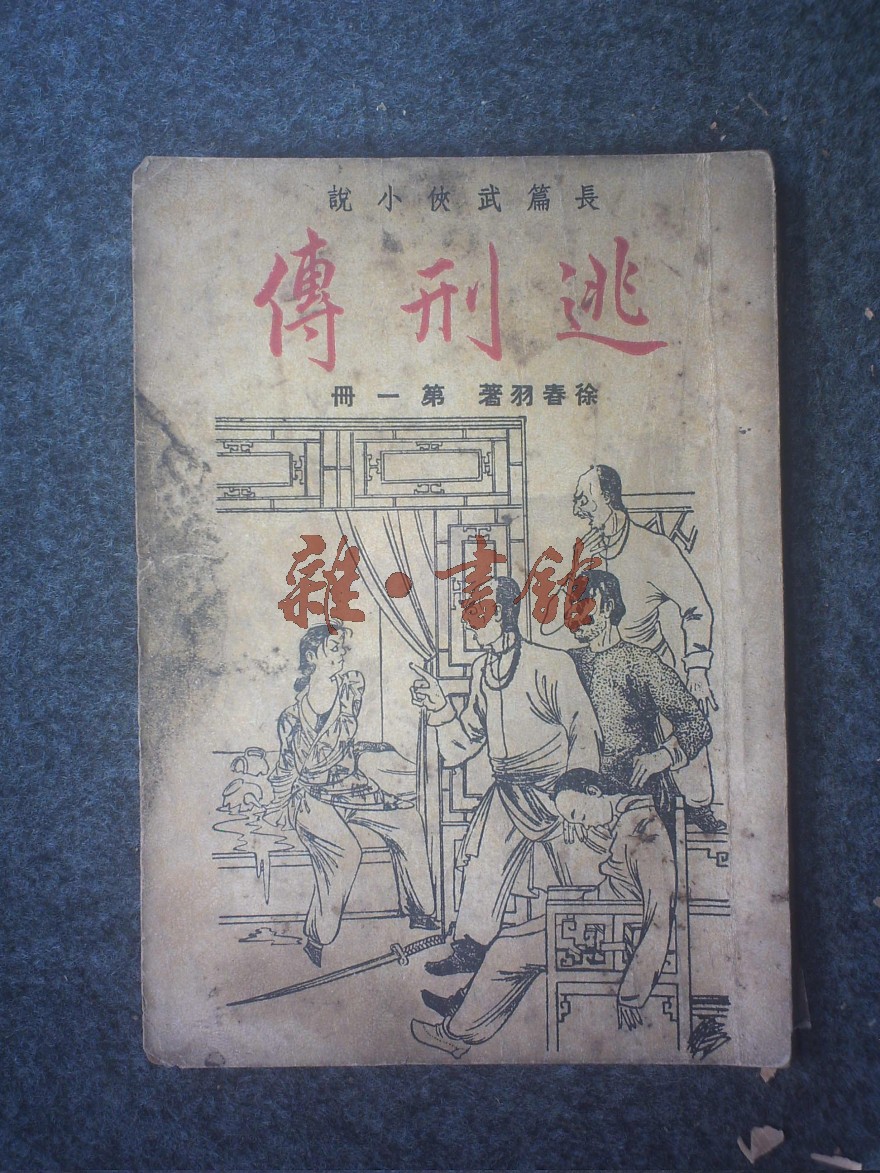 長篇武俠小說
逃刑傳
徐春羽著 第一冊
雜·書館